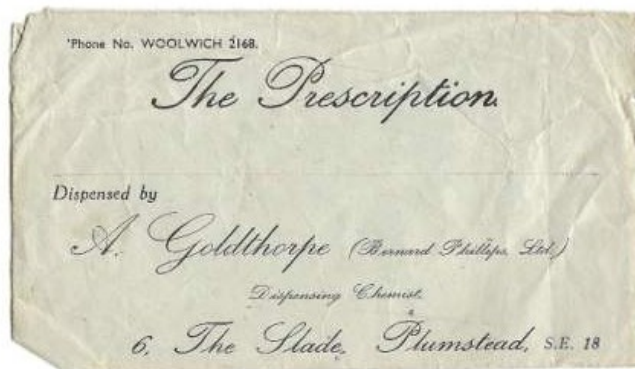 'Phone No. WOOLWICH 2168.
The Prescription.
Dispensed by
A. Goldthorpe (Bernard Phillips, Ltd.)
Dispensing Chemist,
6, The Slade, Plumstead, S.E. 18